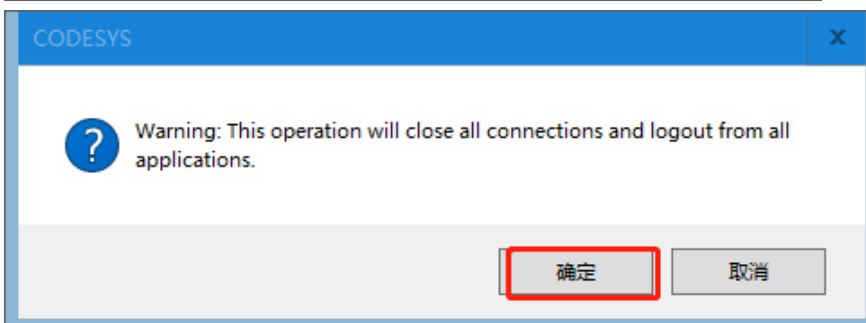 CODESYS
Warning: This operation will close all connections and logout from all
applications.
确定
取消